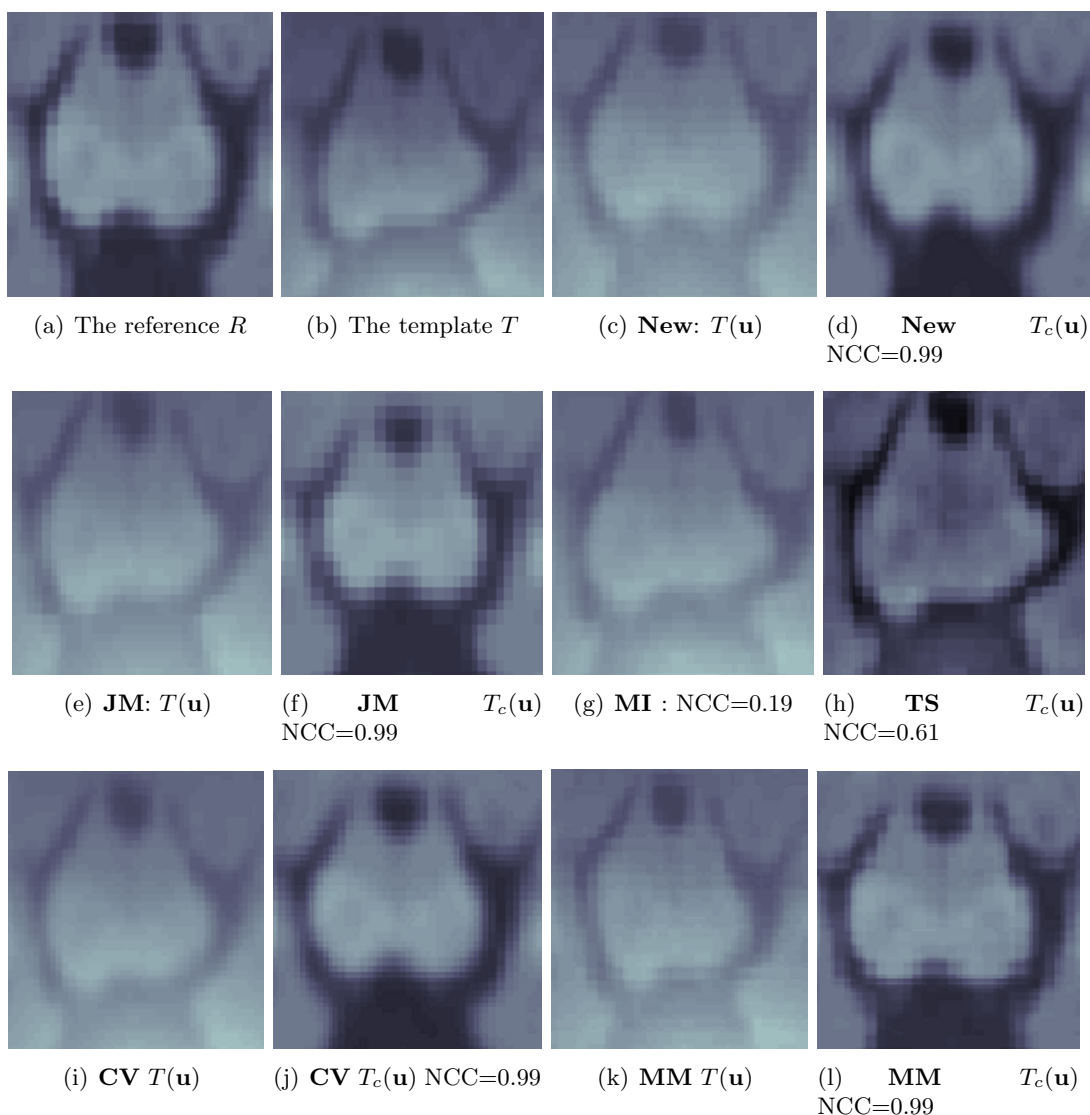 (a) The reference R
(b) The template T
(c) New: T(u)
(d) New T_c(u)
NCC=0.99
(e) JM: T(u)
(f) JM T_c(u)
NCC=0.99
(g) MI : NCC=0.19
(h) TS T_c(u)
NCC=0.61
(i) CV T(u)
(j) CV T_c(u) NCC=0.99
(k) MM T(u)
(l) MM T_c(u)
NCC=0.99